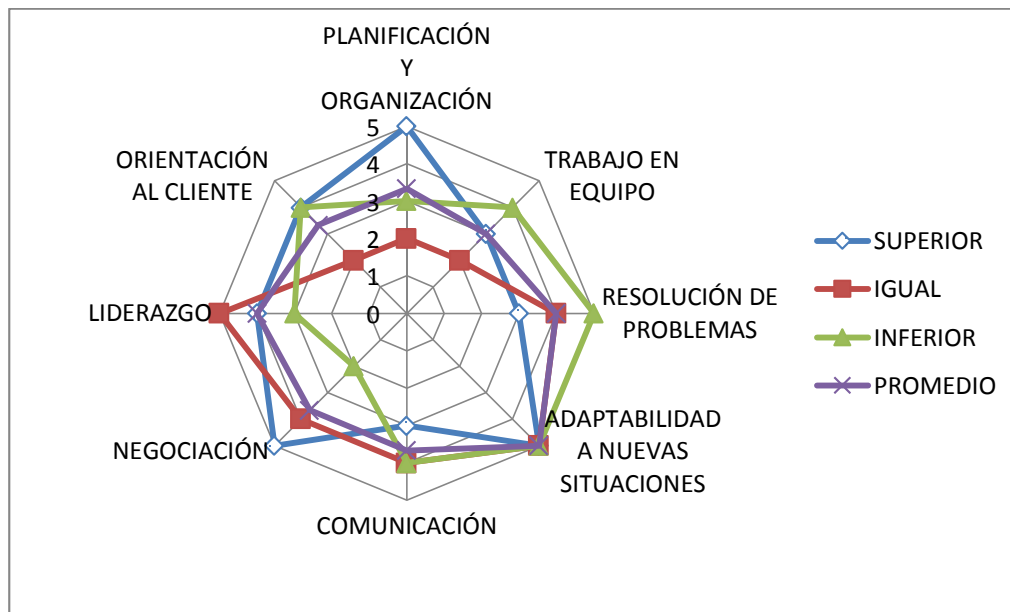 PLANIFICACIÓN
Y
ORGANIZACIÓN
TRABAJO EN
EQUIPO
RESOLUCIÓN DE
PROBLEMAS
ADAPTABILIDAD
A NUEVAS
SITUACIONES
COMUNICACIÓN
NEGOCIACIÓN
LIDERAZGO
ORIENTACIÓN
AL CLIENTE
5
4
3
2
1
0
SUPERIOR
IGUAL
INFERIOR
PROMEDIO